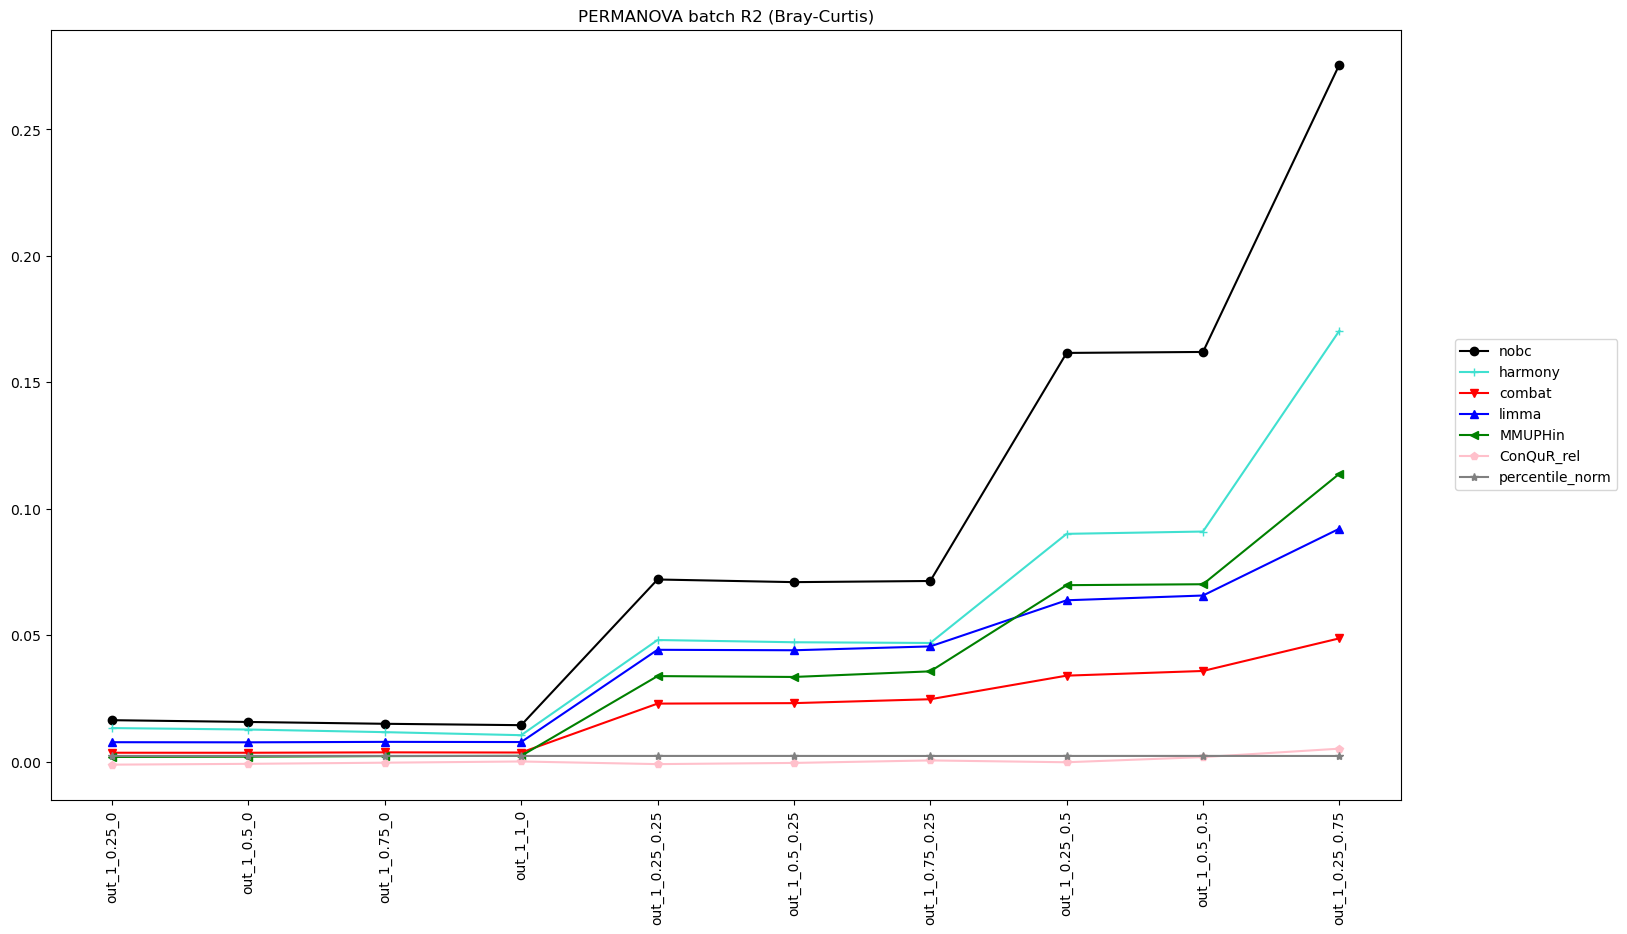 PERMANOVA batch R2 (Bray-Curtis)
0.25
0.20
0.15
0.10
0.05
0.00
out_1_0.25_0
out_1_0.5_0
out_1_0.75_0
out_1_1_0
out_1_0.25_0.25
out_1_0.5_0.25
out_1_0.75_0.25
out_1_0.25_0.5
out_1_0.5_0.5
out_1_0.25_0.75
nobc
harmony
combat
limma
MMUPHin
ConQuR_rel
percentile_norm